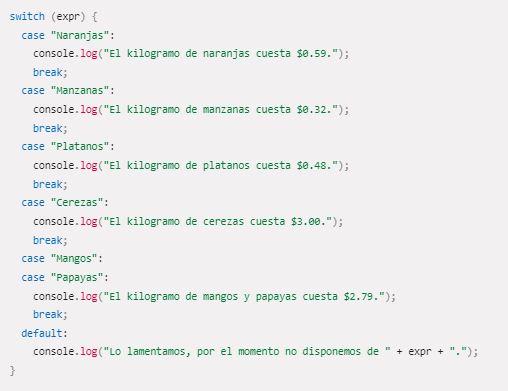 switch (expr) {
  case "Naranjas":
    console.log("El kilogramo de naranjas cuesta $0.59.");
    break;
  case "Manzanas":
    console.log("El kilogramo de manzanas cuesta $0.32.");
    break;
  case "Platanos":
    console.log("El kilogramo de platanos cuesta $0.48.");
    break;
  case "Cerezas":
    console.log("El kilogramo de cerezas cuesta $3.00.");
    break;
  case "Mangos":
  case "Papayas":
    console.log("El kilogramo de mangos y papayas cuesta $2.79.");
    break;
  default:
    console.log("Lo lamentamos, por el momento no disponemos de " + expr + ".");
}